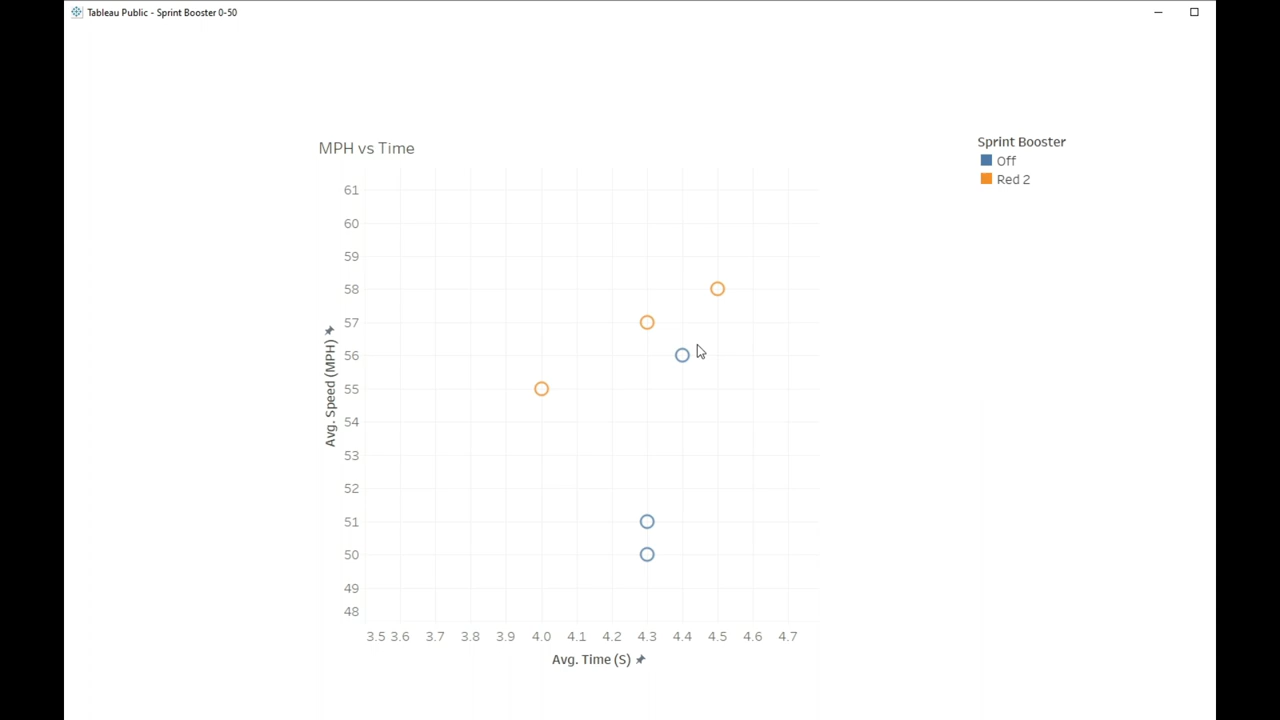 Tableau Public - Sprint Booster 0-50
MPH vs Time
Sprint Booster
Off
Red 2
61
60
59
58
57
56
55
54
53
52
51
50
49
48
Avg. Speed (MPH)
3.5 3.6 3.7 3.8 3.9 4.0 4.1 4.2 4.3 4.4 4.5 4.6 4.7
Avg. Time (S)